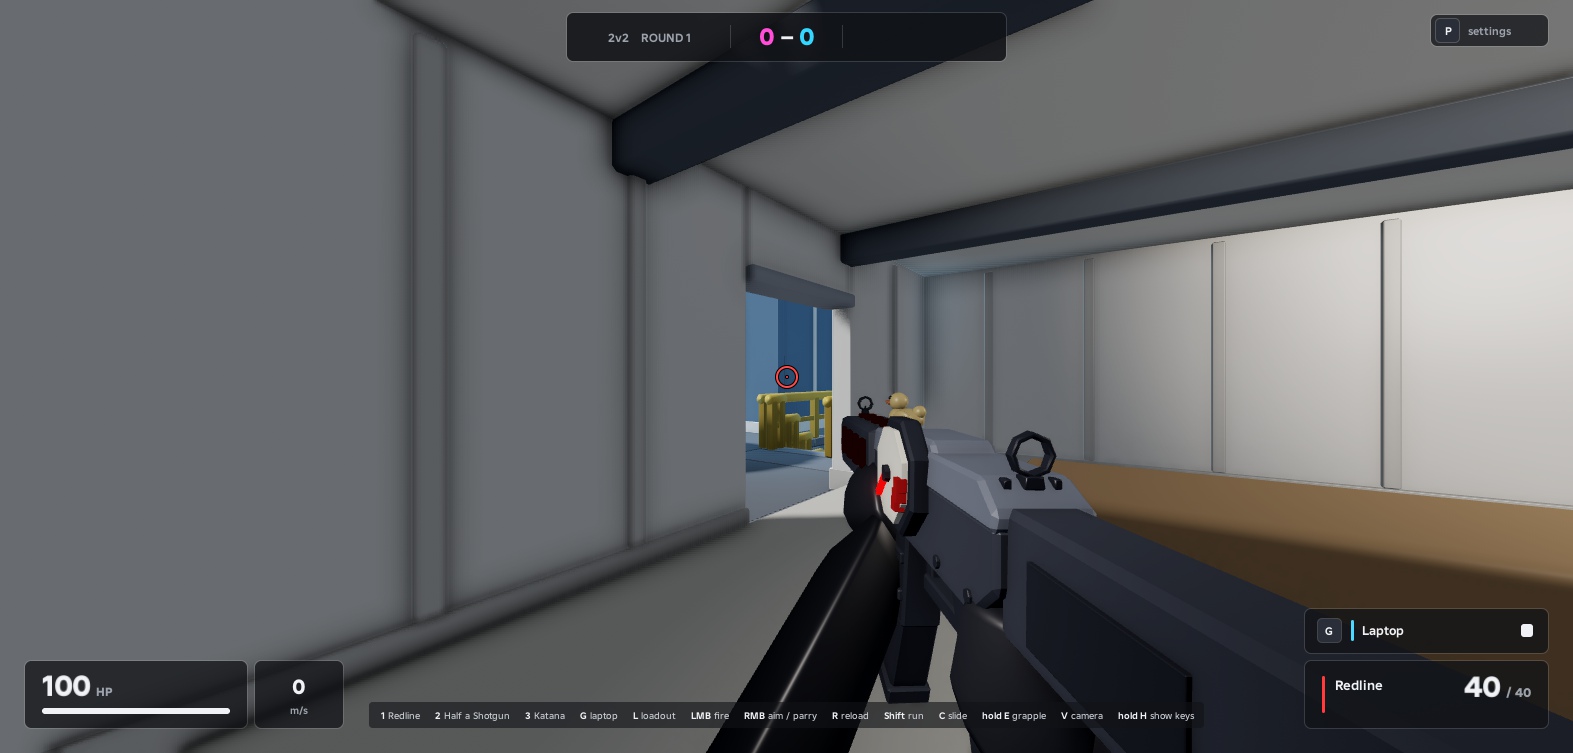 2v2 ROUND 1 0 – 0
P settings
G Laptop
100 HP
0
m/s
Redline 40 / 40
1 Redline 2 Half a Shotgun 3 Katana G laptop L loadout LMB fire RMB aim / parry R reload Shift run C slide hold E grapple V camera hold H show keys